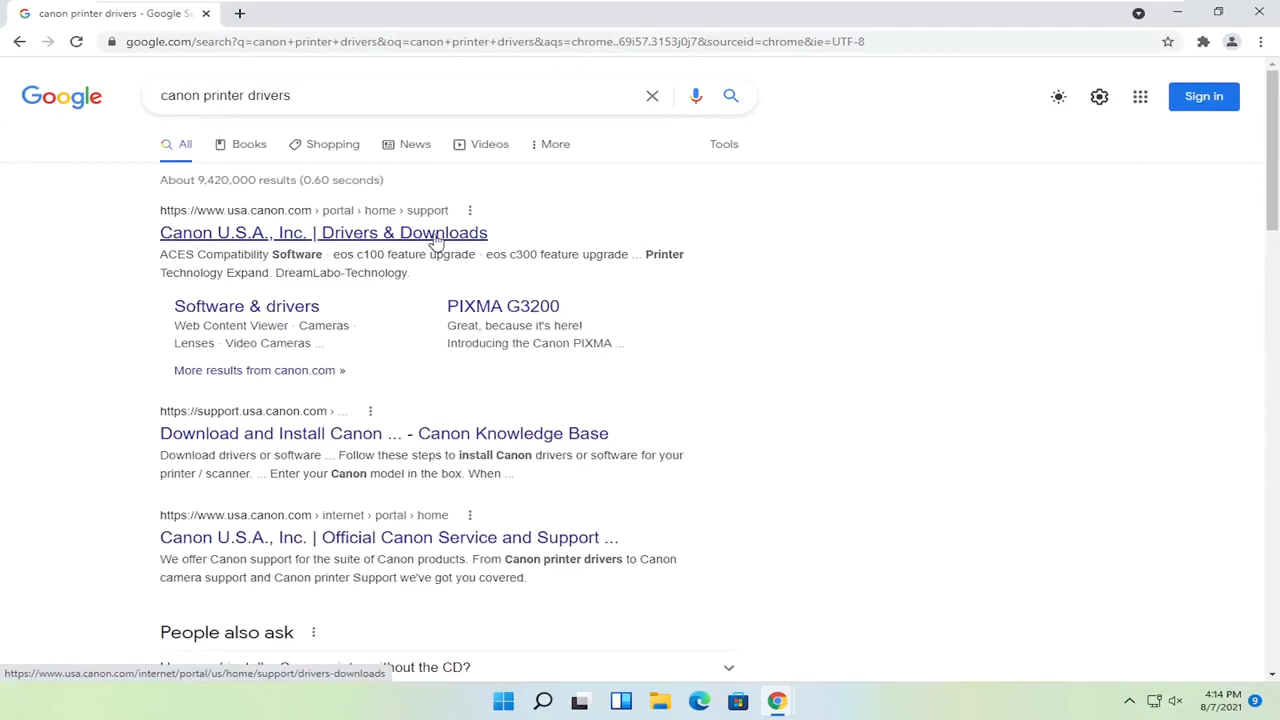 canon printer drivers - Google Se
google.com/search?q=canon+printer+drivers&oq=canon+printer+drivers&aqs=chrome..69i57.3153j0j7&sourceid=chrome&ie=UTF-8
Google
canon printer drivers
Sign in
All
Books
Shopping
News
Videos
More
Tools
About 9,420,000 results (0.60 seconds)
https://www.usa.canon.com › portal › home › support
Canon U.S.A., Inc. | Drivers & Downloads
ACES Compatibility Software · eos c100 feature upgrade · eos c300 feature upgrade ... Printer
Technology Expand. DreamLabo-Technology.
Software & drivers
Web Content Viewer · Cameras ·
Lenses · Video Cameras ...
PIXMA G3200
Great, because it's here!
Introducing the Canon PIXMA ...
More results from canon.com »
https://support.usa.canon.com › ...
Download and Install Canon ... - Canon Knowledge Base
Download drivers or software ... Follow these steps to install Canon drivers or software for your
printer / scanner. ... Enter your Canon model in the box. When ...
https://www.usa.canon.com › internet › portal › home
Canon U.S.A., Inc. | Official Canon Service and Support ...
We offer Canon support for the suite of Canon products. From Canon printer drivers to Canon
camera support and Canon printer Support we've got you covered.
People also ask
without the CD?
https://www.usa.canon.com/internet/portal/us/home/support/drivers-downloads
4:14 PM
8/7/2021
9